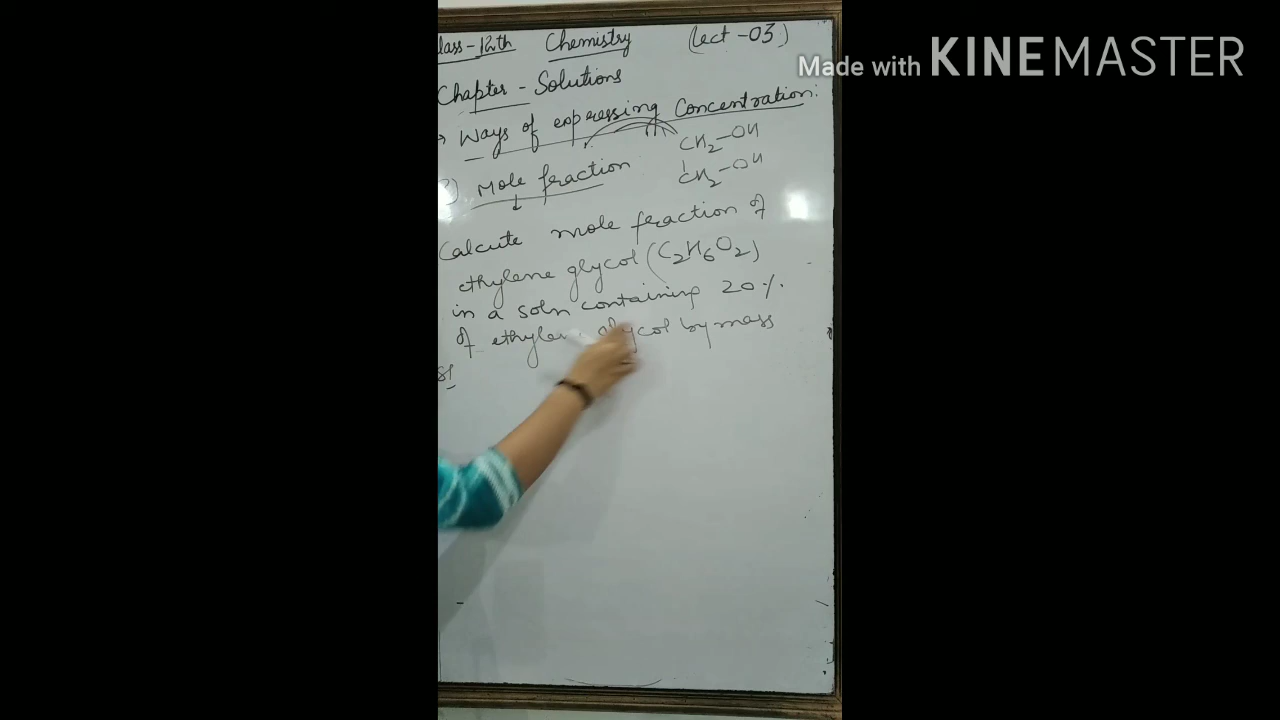 lass-12th Chemistry (Lect-03)
Made with KINEMASTER
Chapter - Solutions
Ways of expressing Concentration:
CH2-OH
CH2-OH
Mole fraction
Calcute mole fraction of
ethylene glycol (C2H6O2)
in a soln containing 20%.
of ethylen glycol by mass